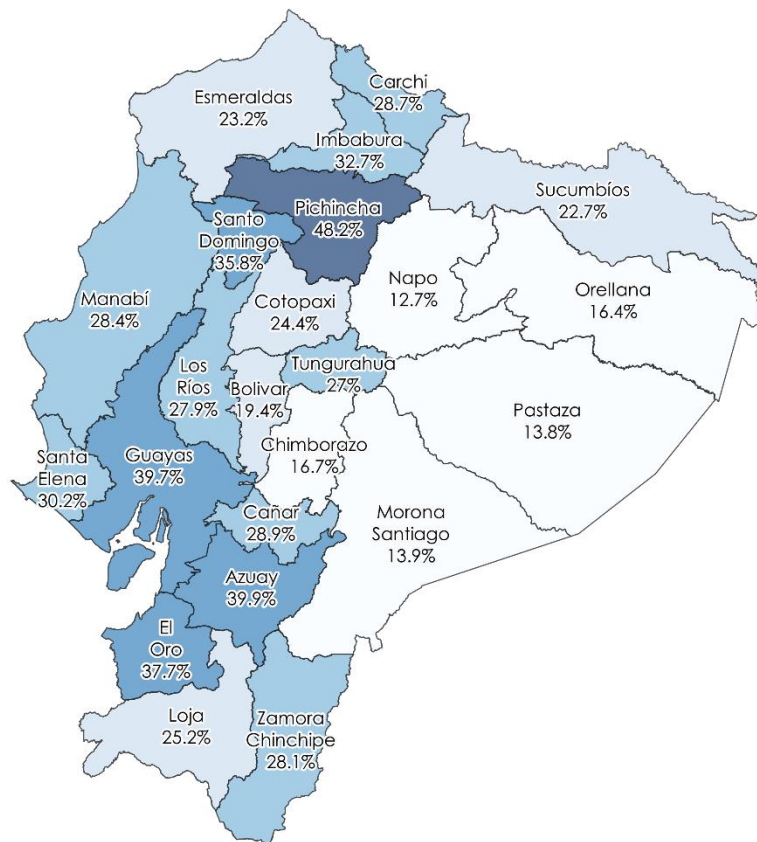 Carchi
28.7%
Esmeraldas
23.2%
Imbabura
32.7%
Sucumbíos
22.7%
Pichincha
48.2%
Santo
Domingo
35.8%
Napo
12.7%
Orellana
16.4%
Manabí
28.4%
Cotopaxi
24.4%
Los
Ríos
27.9%
Bolivar
19.4%
Tungurahua
27%
Pastaza
13.8%
Chimborazo
16.7%
Santa
Elena
30.2%
Guayas
39.7%
Cañar
28.9%
Morona
Santiago
13.9%
Azuay
39.9%
El
Oro
37.7%
Loja
25.2%
Zamora
Chinchipe
28.1%